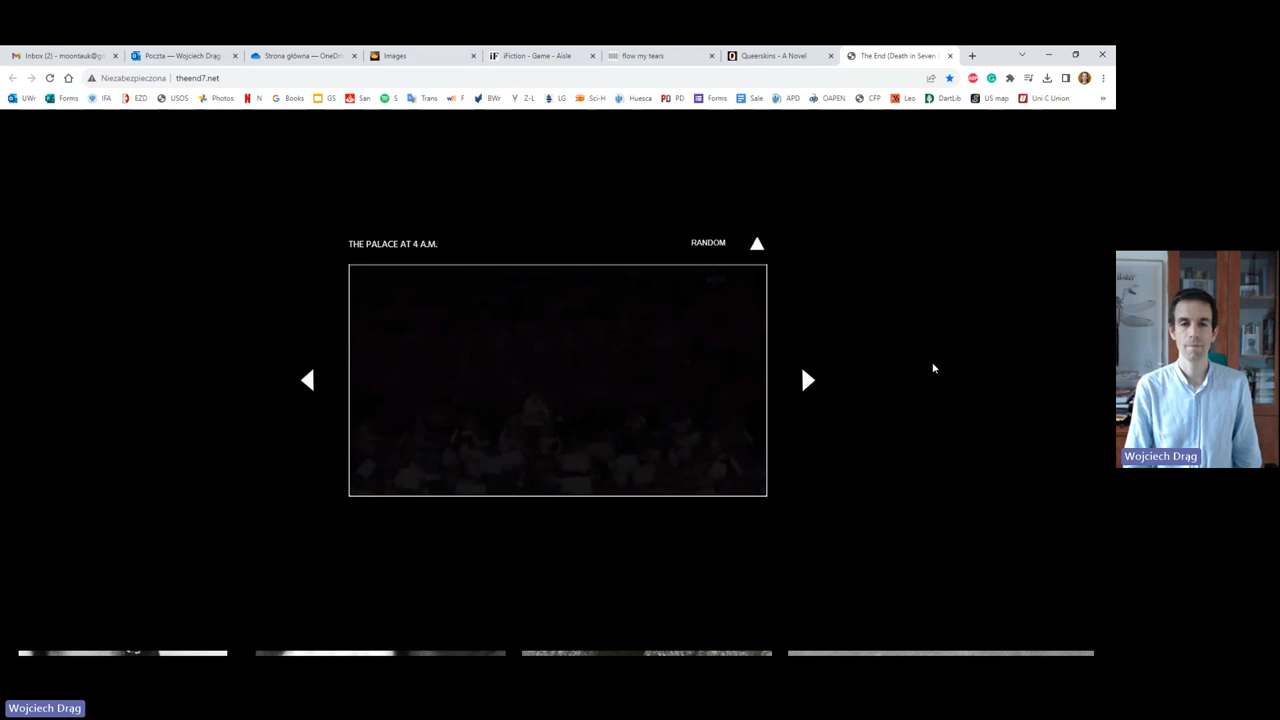 Inbox (2) - moontauk@g
Poczta — Wojciech Drąg
Strona główna — OneDri
Images
iFiction - Game - Aisle
flow my tears
Queerskins - A Novel
The End (Death in Seven
Niezabezpieczona
theend7.net
UWr
Forms
IFA
EZD
USOS
Photos
N
Books
GS
San
S
Trans
F
BWr
Z-L
LG
Sci-H
Huesca
PD
Forms
Sale
APD
OAPEN
CFP
Leo
DartLib
US map
Uni C Union
THE PALACE AT 4 A.M.
RANDOM
Wojciech Drąg
Wojciech Drąg